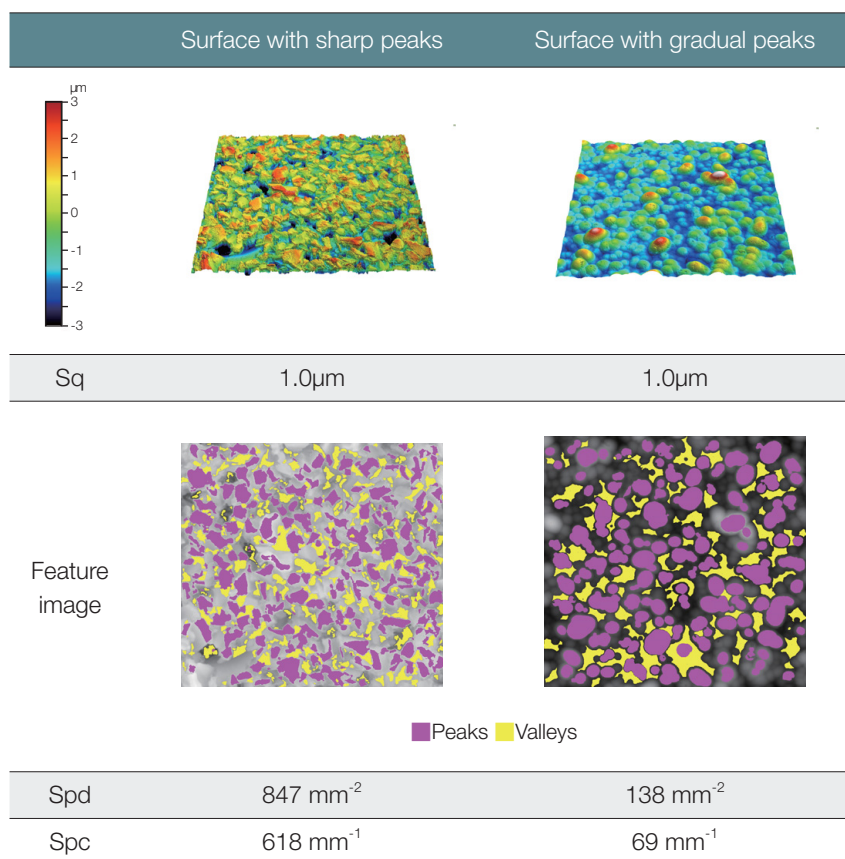 Surface with sharp peaks Surface with gradual peaks
µm
3
2
1
0
-1
-2
-3
Sq 1.0µm 1.0µm
Feature
image
Peaks Valleys
Spd 847 mm⁻² 138 mm⁻²
Spc 618 mm⁻¹ 69 mm⁻¹